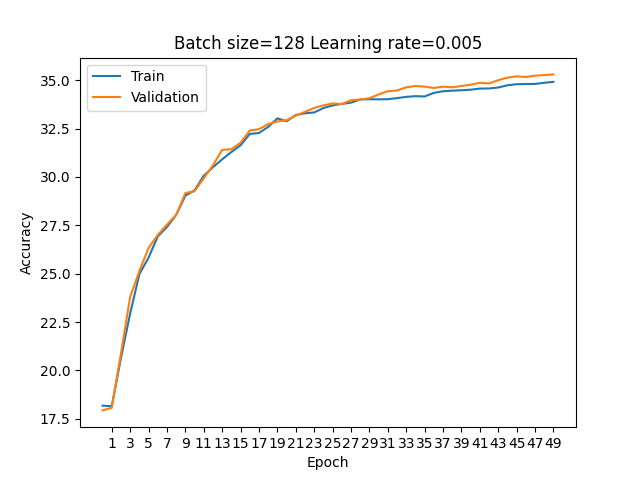 Batch size=128 Learning rate=0.005
Train
Validation
35.0
32.5
30.0
27.5
25.0
22.5
20.0
17.5
Accuracy
1 3 5 7 9 11 13 15 17 19 21 23 25 27 29 31 33 35 37 39 41 43 45 47 49
Epoch